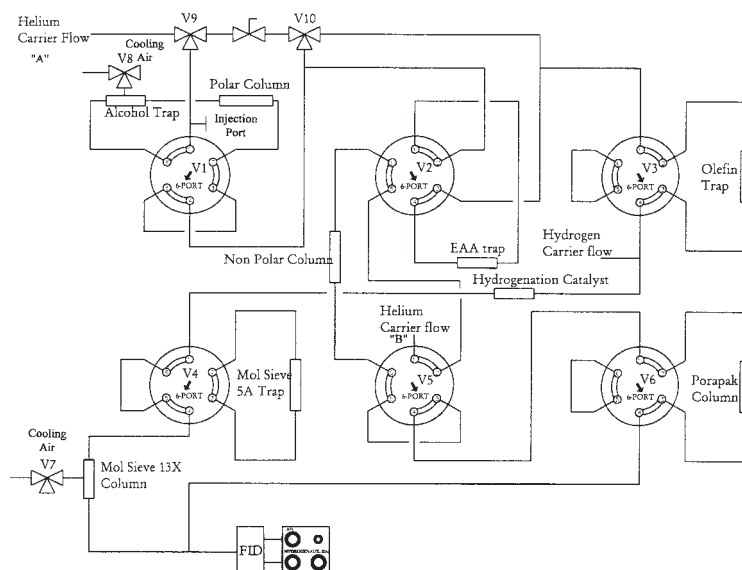 Helium
Carrier Flow
"A"
V9
V10
Cooling
Air
V8
Polar Column
Alcohol Trap
Injection
Port
V1
6-PORT
V2
6-PORT
V3
6-PORT
Olefin
Trap
EAA trap
Non Polar Column
Hydrogen
Carrier flow
Hydrogenation Catalyst
Helium
Carrier flow
"B"
V4
6-PORT
Mol Sieve
5A Trap
V5
6-PORT
V6
6-PORT
Porapak
Column
Cooling
Air
V7
Mol Sieve 13X
Column
FID